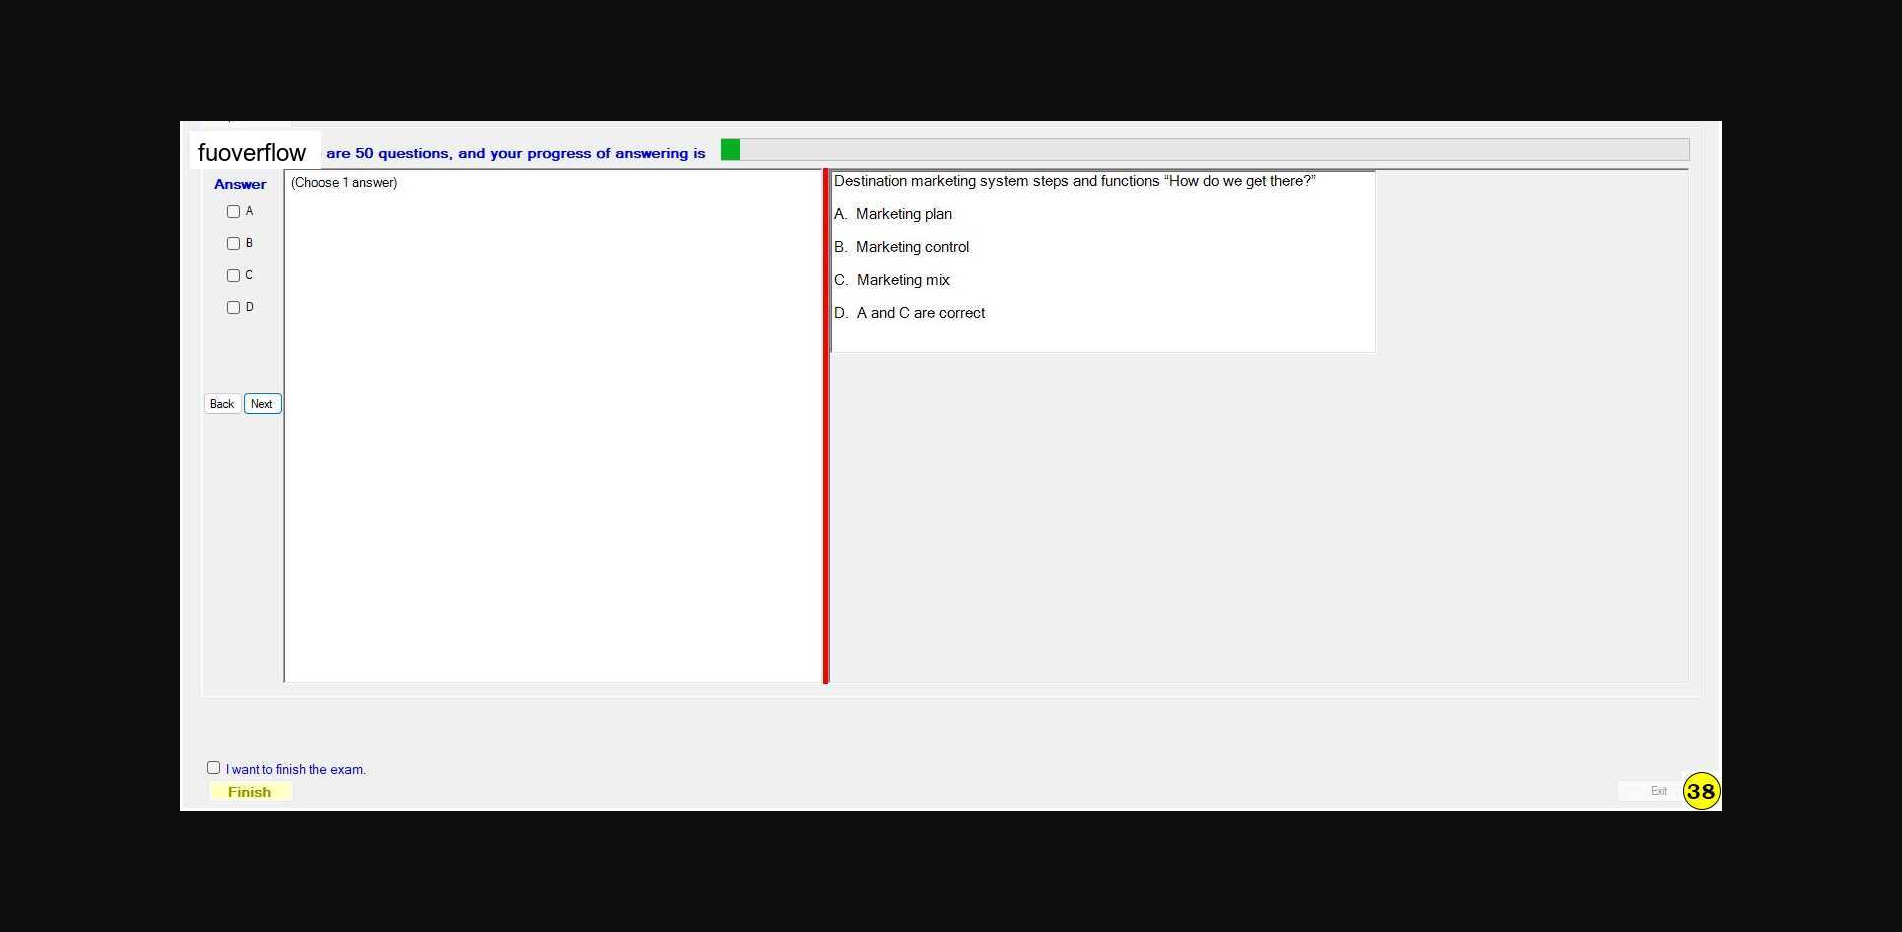 fuoverflow are 50 questions, and your progress of answering is
Answer
(Choose 1 answer)
A
B
C
D
Back Next
Destination marketing system steps and functions “How do we get there?”
A. Marketing plan
B. Marketing control
C. Marketing mix
D. A and C are correct
I want to finish the exam.
Finish
Exit
38